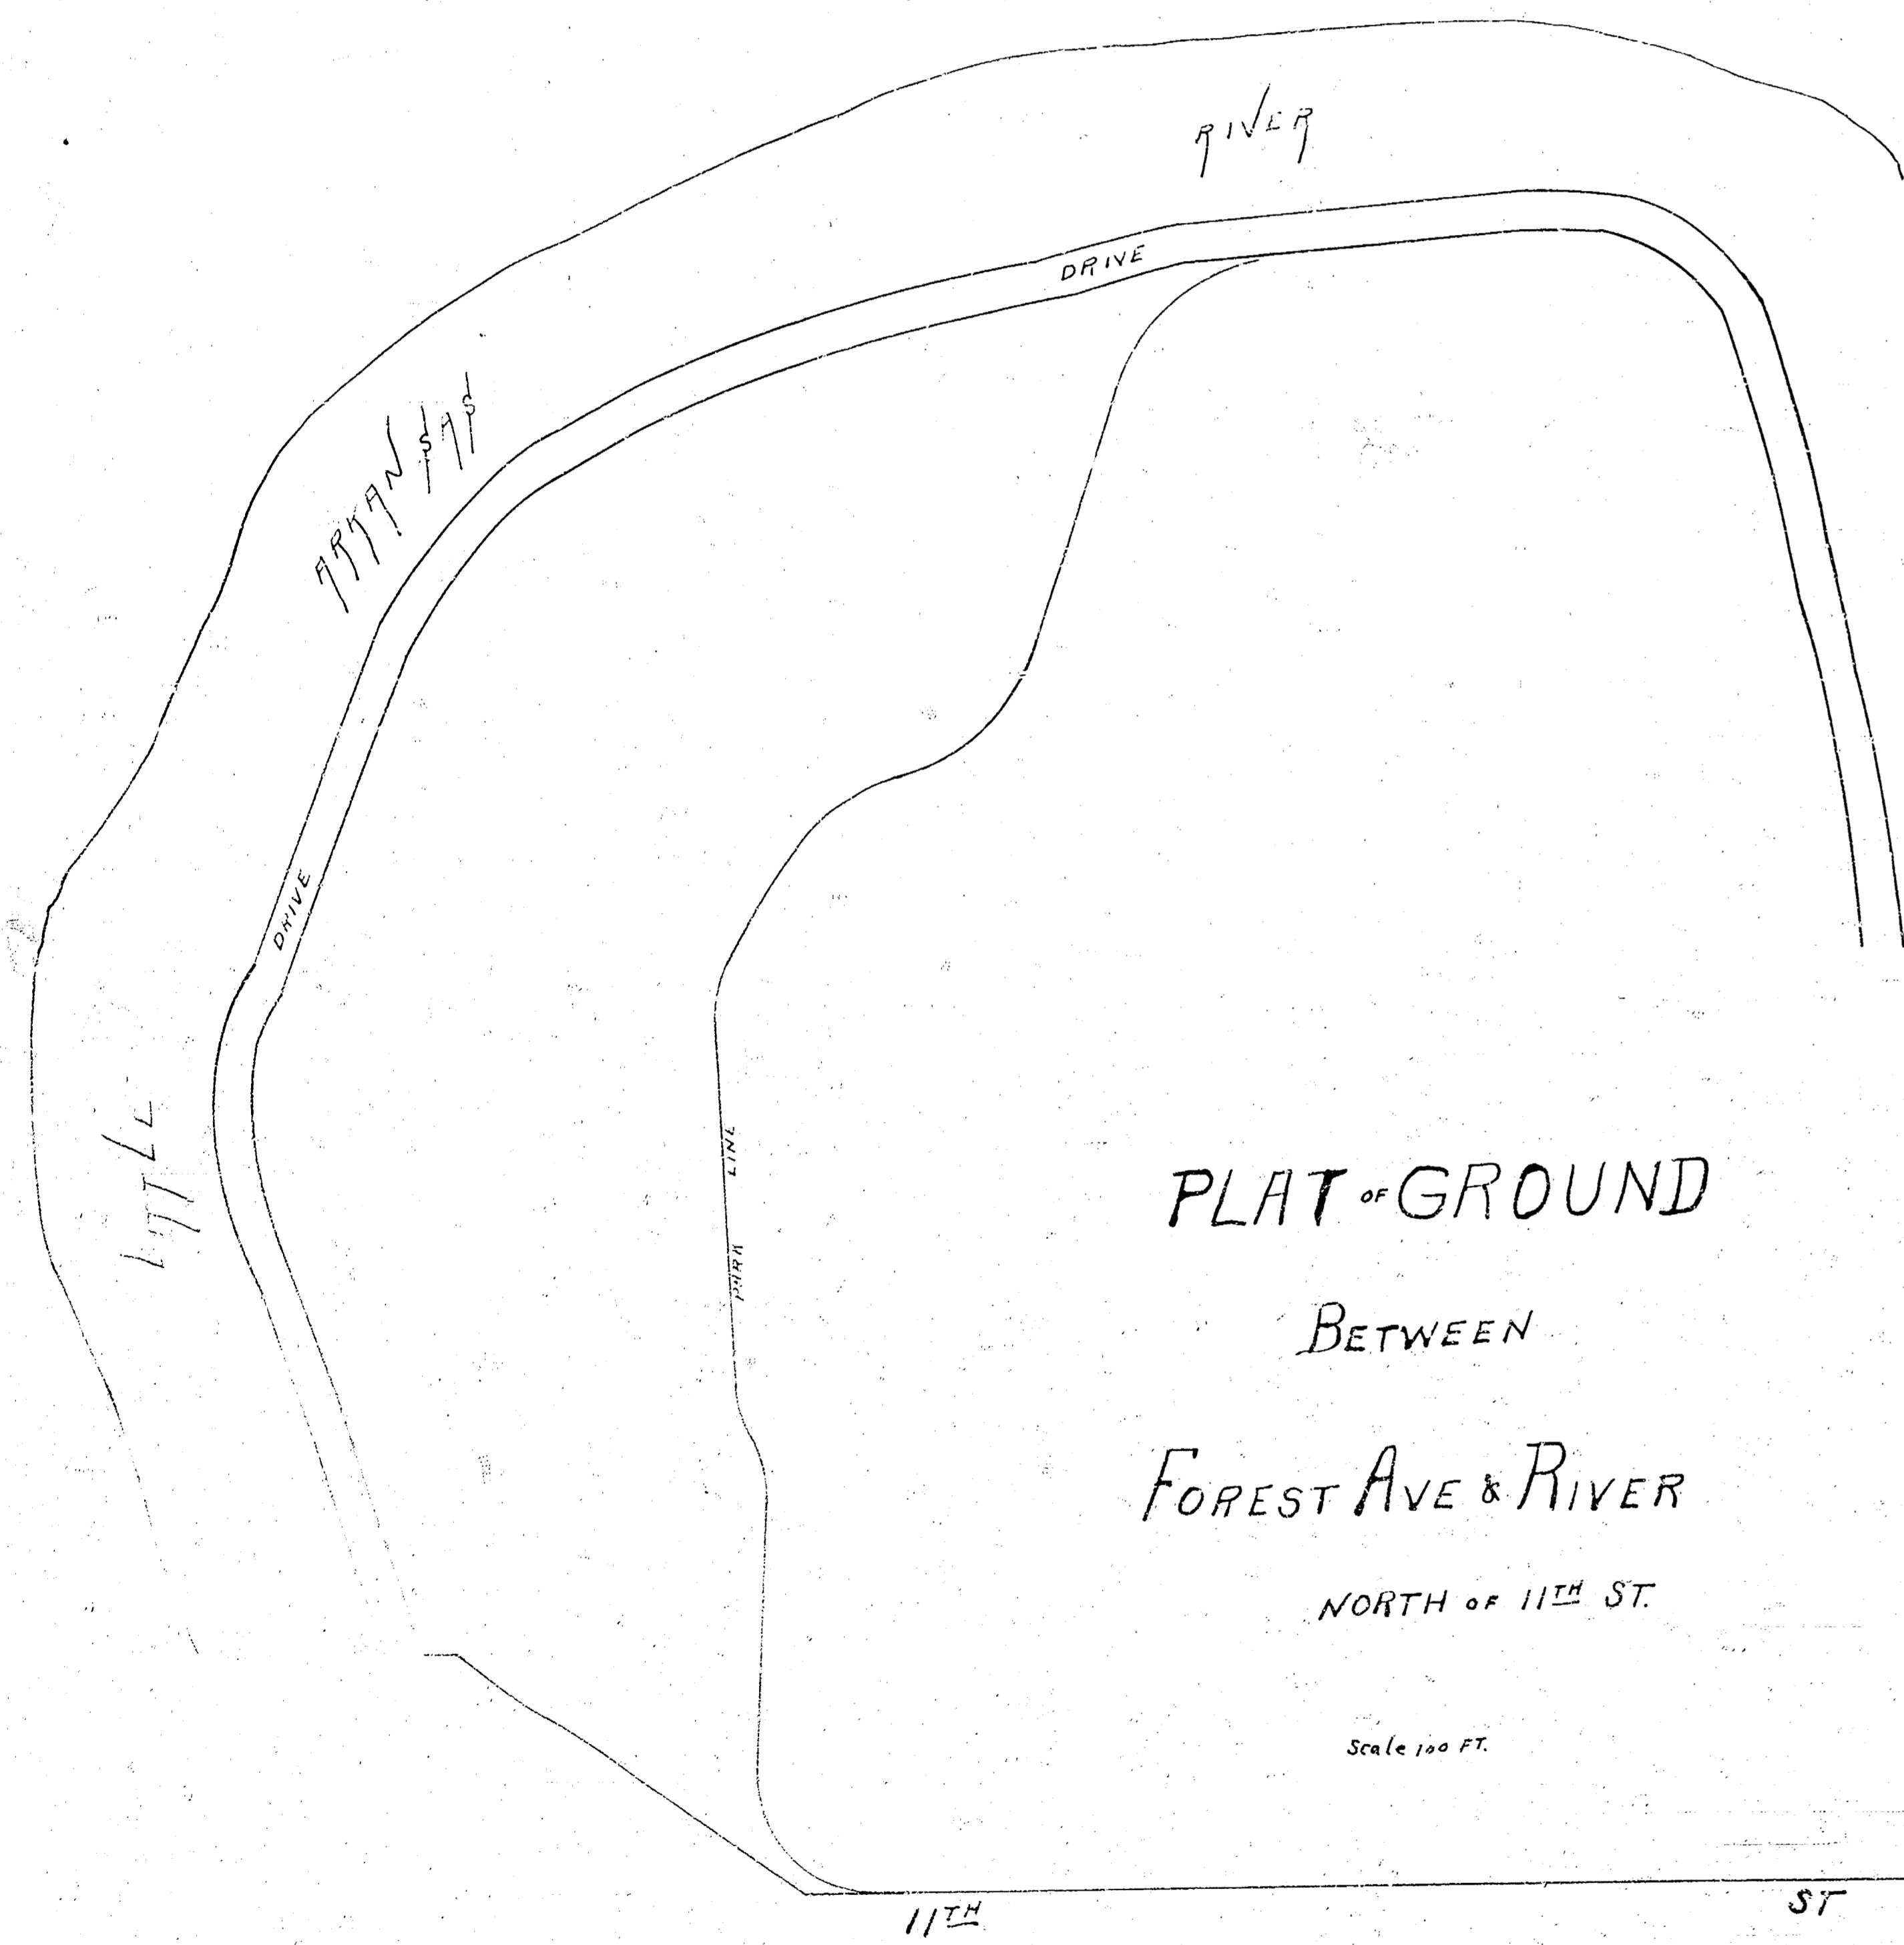 RIVER
DRIVE
ARKANSAS
DRIVE
LITTLE
PARK LINE
PLAT OF GROUND
BETWEEN
FOREST AVE & RIVER
NORTH OF 11TH ST.
Scale 100 FT.
11TH ST